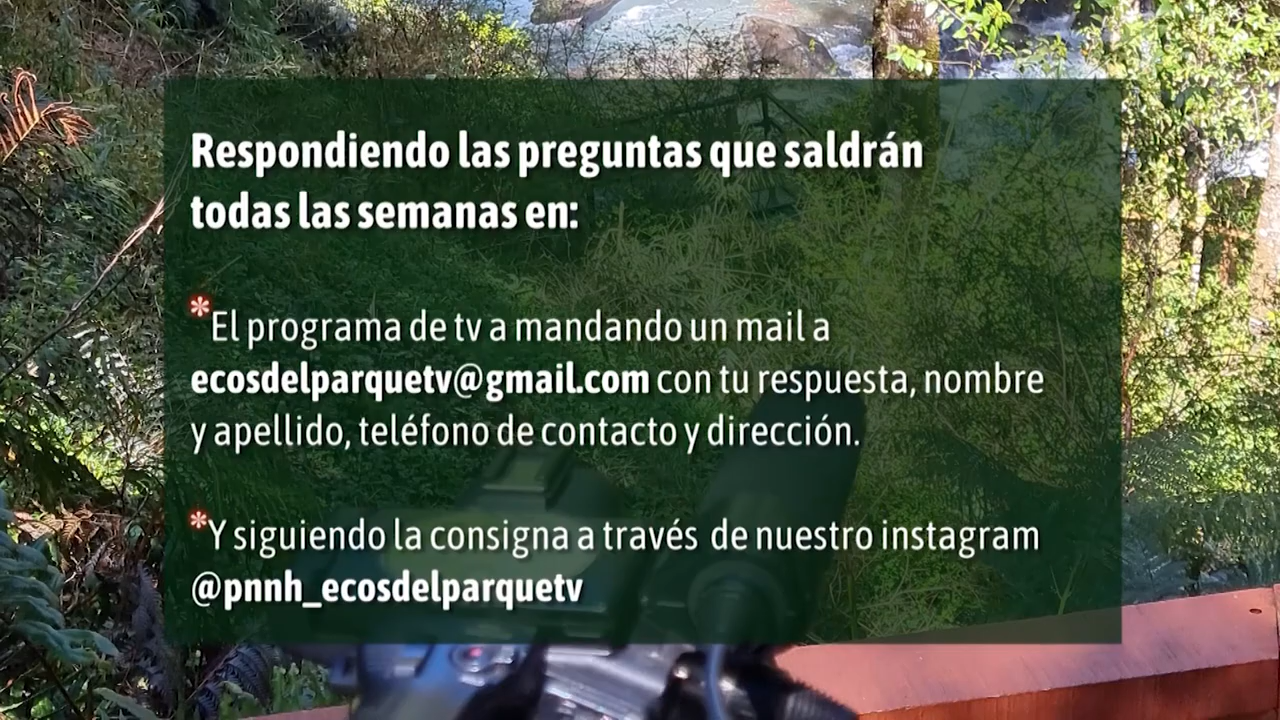 Respondiendo las preguntas que saldrán
todas las semanas en:
*El programa de tv a mandando un mail a
ecosdelparquetv@gmail.com con tu respuesta, nombre
y apellido, teléfono de contacto y dirección.
*Y siguiendo la consigna a través de nuestro instagram
@pnnh_ecosdelparquetv